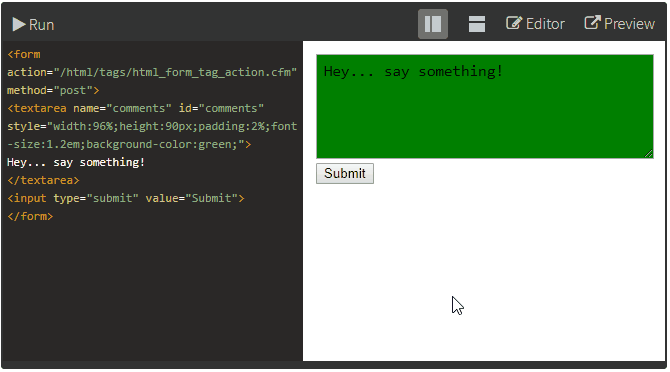 Run
Editor
Preview
<form
action="/html/tags/html_form_tag_action.cfm"
method="post">
<textarea name="comments" id="comments"
style="width:96%;height:90px;padding:2%;font
-size:1.2em;background-color:green;">
Hey... say something!
</textarea>
<input type="submit" value="Submit">
</form>
Hey... say something!
Submit